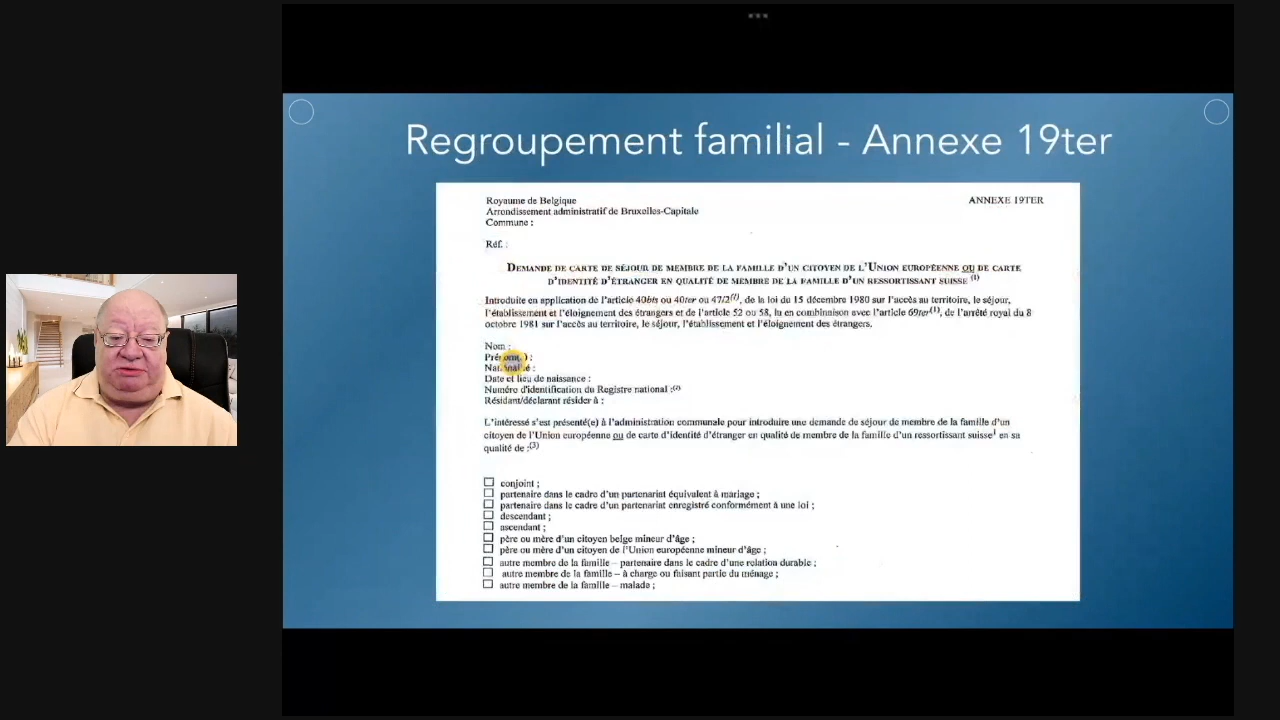 Regroupement familial - Annexe 19ter
Royaume de Belgique
ANNEXE 19TER
Arrondissement administratif de Bruxelles-Capitale
Commune :
Réf. :
DEMANDE DE CARTE DE SÉJOUR DE MEMBRE DE LA FAMILLE D'UN CITOYEN DE L'UNION EUROPÉENNE OU DE CARTE
D'IDENTITÉ D'ÉTRANGER EN QUALITÉ DE MEMBRE DE LA FAMILLE D'UN RESSORTISSANT SUISSE (1)
Introduite en application de l'article 40bis ou 40ter ou 47/2(1), de la loi du 15 décembre 1980 sur l'accès au territoire, le séjour,
l'établissement et l'éloignement des étrangers et de l'article 52 ou 58, lu en combinaison avec l'article 69ter(1), de l'arrêté royal du 8
octobre 1981 sur l'accès au territoire, le séjour, l'établissement et l'éloignement des étrangers.
Nom :
Nationalité :
Date et lieu de naissance :
Numéro d'identification du Registre national :(2)
Résidant/déclarant résider à :
L'intéressé s'est présenté(e) à l'administration communale pour introduire une demande de séjour de membre de la famille d'un
citoyen de l'Union européenne ou de carte d'identité d'étranger en qualité de membre de la famille d'un ressortissant suisse1 en sa
qualité de :(3)
conjoint ;
partenaire dans le cadre d'un partenariat équivalent à mariage ;
partenaire dans le cadre d'un partenariat enregistré conformément à une loi ;
descendant ;
ascendant ;
père ou mère d'un citoyen belge mineur d'âge ;
père ou mère d'un citoyen de l'Union européenne mineur d'âge ;
autre membre de la famille – partenaire dans le cadre d'une relation durable ;
autre membre de la famille – à charge ou faisant partie du ménage ;
autre membre de la famille – malade ;